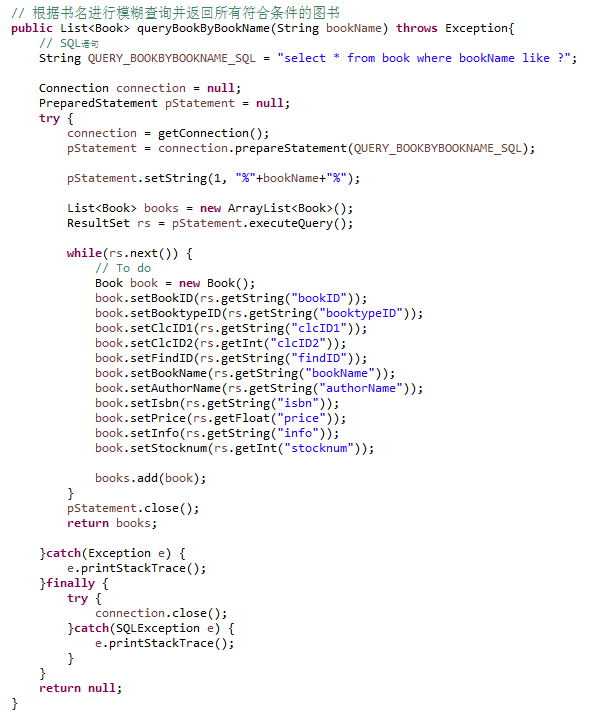 // 根据书名进行模糊查询并返回所有符合条件的图书
public List<Book> queryBookByBookName(String bookName) throws Exception{
// SQL语句
String QUERY_BOOKBYBOOKNAME_SQL = "select * from book where bookName like ?";
Connection connection = null;
PreparedStatement pStatement = null;
try {
connection = getConnection();
pStatement = connection.prepareStatement(QUERY_BOOKBYBOOKNAME_SQL);
pStatement.setString(1, "%"+bookName+"%");
List<Book> books = new ArrayList<Book>();
ResultSet rs = pStatement.executeQuery();
while(rs.next()) {
// To do
Book book = new Book();
book.setBookID(rs.getString("bookID"));
book.setBooktypeID(rs.getString("booktypeID"));
book.setClcID1(rs.getString("clcID1"));
book.setClcID2(rs.getInt("clcID2"));
book.setFindID(rs.getString("findID"));
book.setBookName(rs.getString("bookName"));
book.setAuthorName(rs.getString("authorName"));
book.setIsbn(rs.getString("isbn"));
book.setPrice(rs.getFloat("price"));
book.setInfo(rs.getString("info"));
book.setStocknum(rs.getInt("stocknum"));
books.add(book);
}
pStatement.close();
return books;
}catch(Exception e) {
e.printStackTrace();
}finally {
try {
connection.close();
}catch(SQLException e) {
e.printStackTrace();
}
}
return null;
}